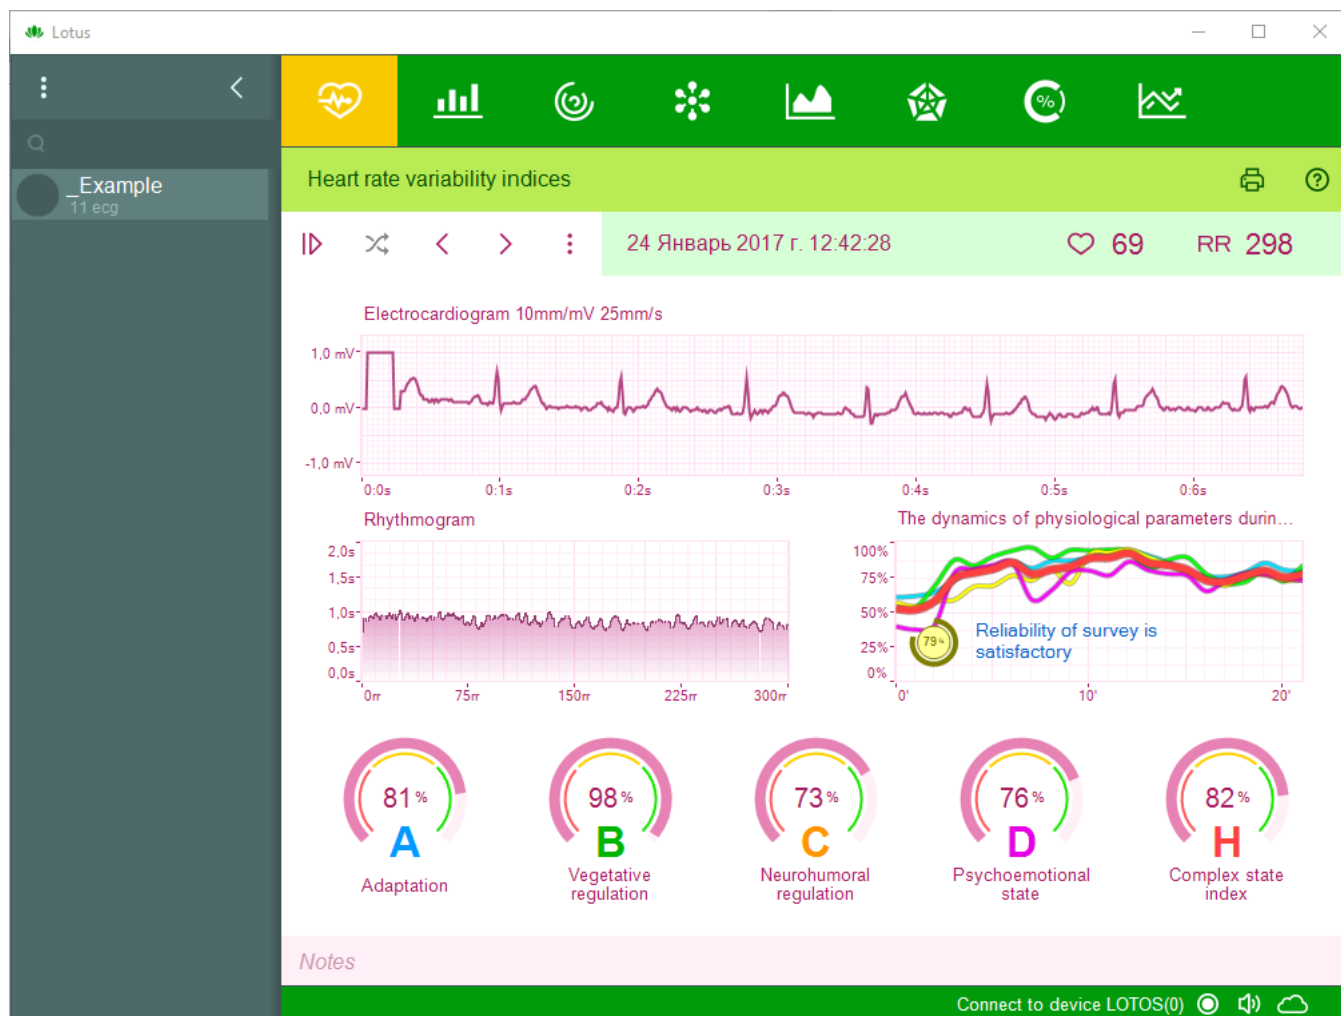 Lotus
_Example
11 ecg
Heart rate variability indices
24 Январь 2017 г. 12:42:28
69
RR 298
Electrocardiogram 10mm/mV 25mm/s
1,0 mV
0,0 mV
-1,0 mV
0:0s 0:1s 0:2s 0:3s 0:4s 0:5s 0:6s
Rhythmogram
2,0s
1,5s
1,0s
0,5s
0,0s
0rr 75rr 150rr 225rr 300rr
The dynamics of physiological parameters durin...
100%
75%
50%
25%
0%
79%
Reliability of survey is
satisfactory
0' 10' 20'
81%
A
Adaptation
98%
B
Vegetative
regulation
73%
C
Neurohumoral
regulation
76%
D
Psychoemotional
state
82%
H
Complex state
index
Notes
Connect to device LOTOS(0)